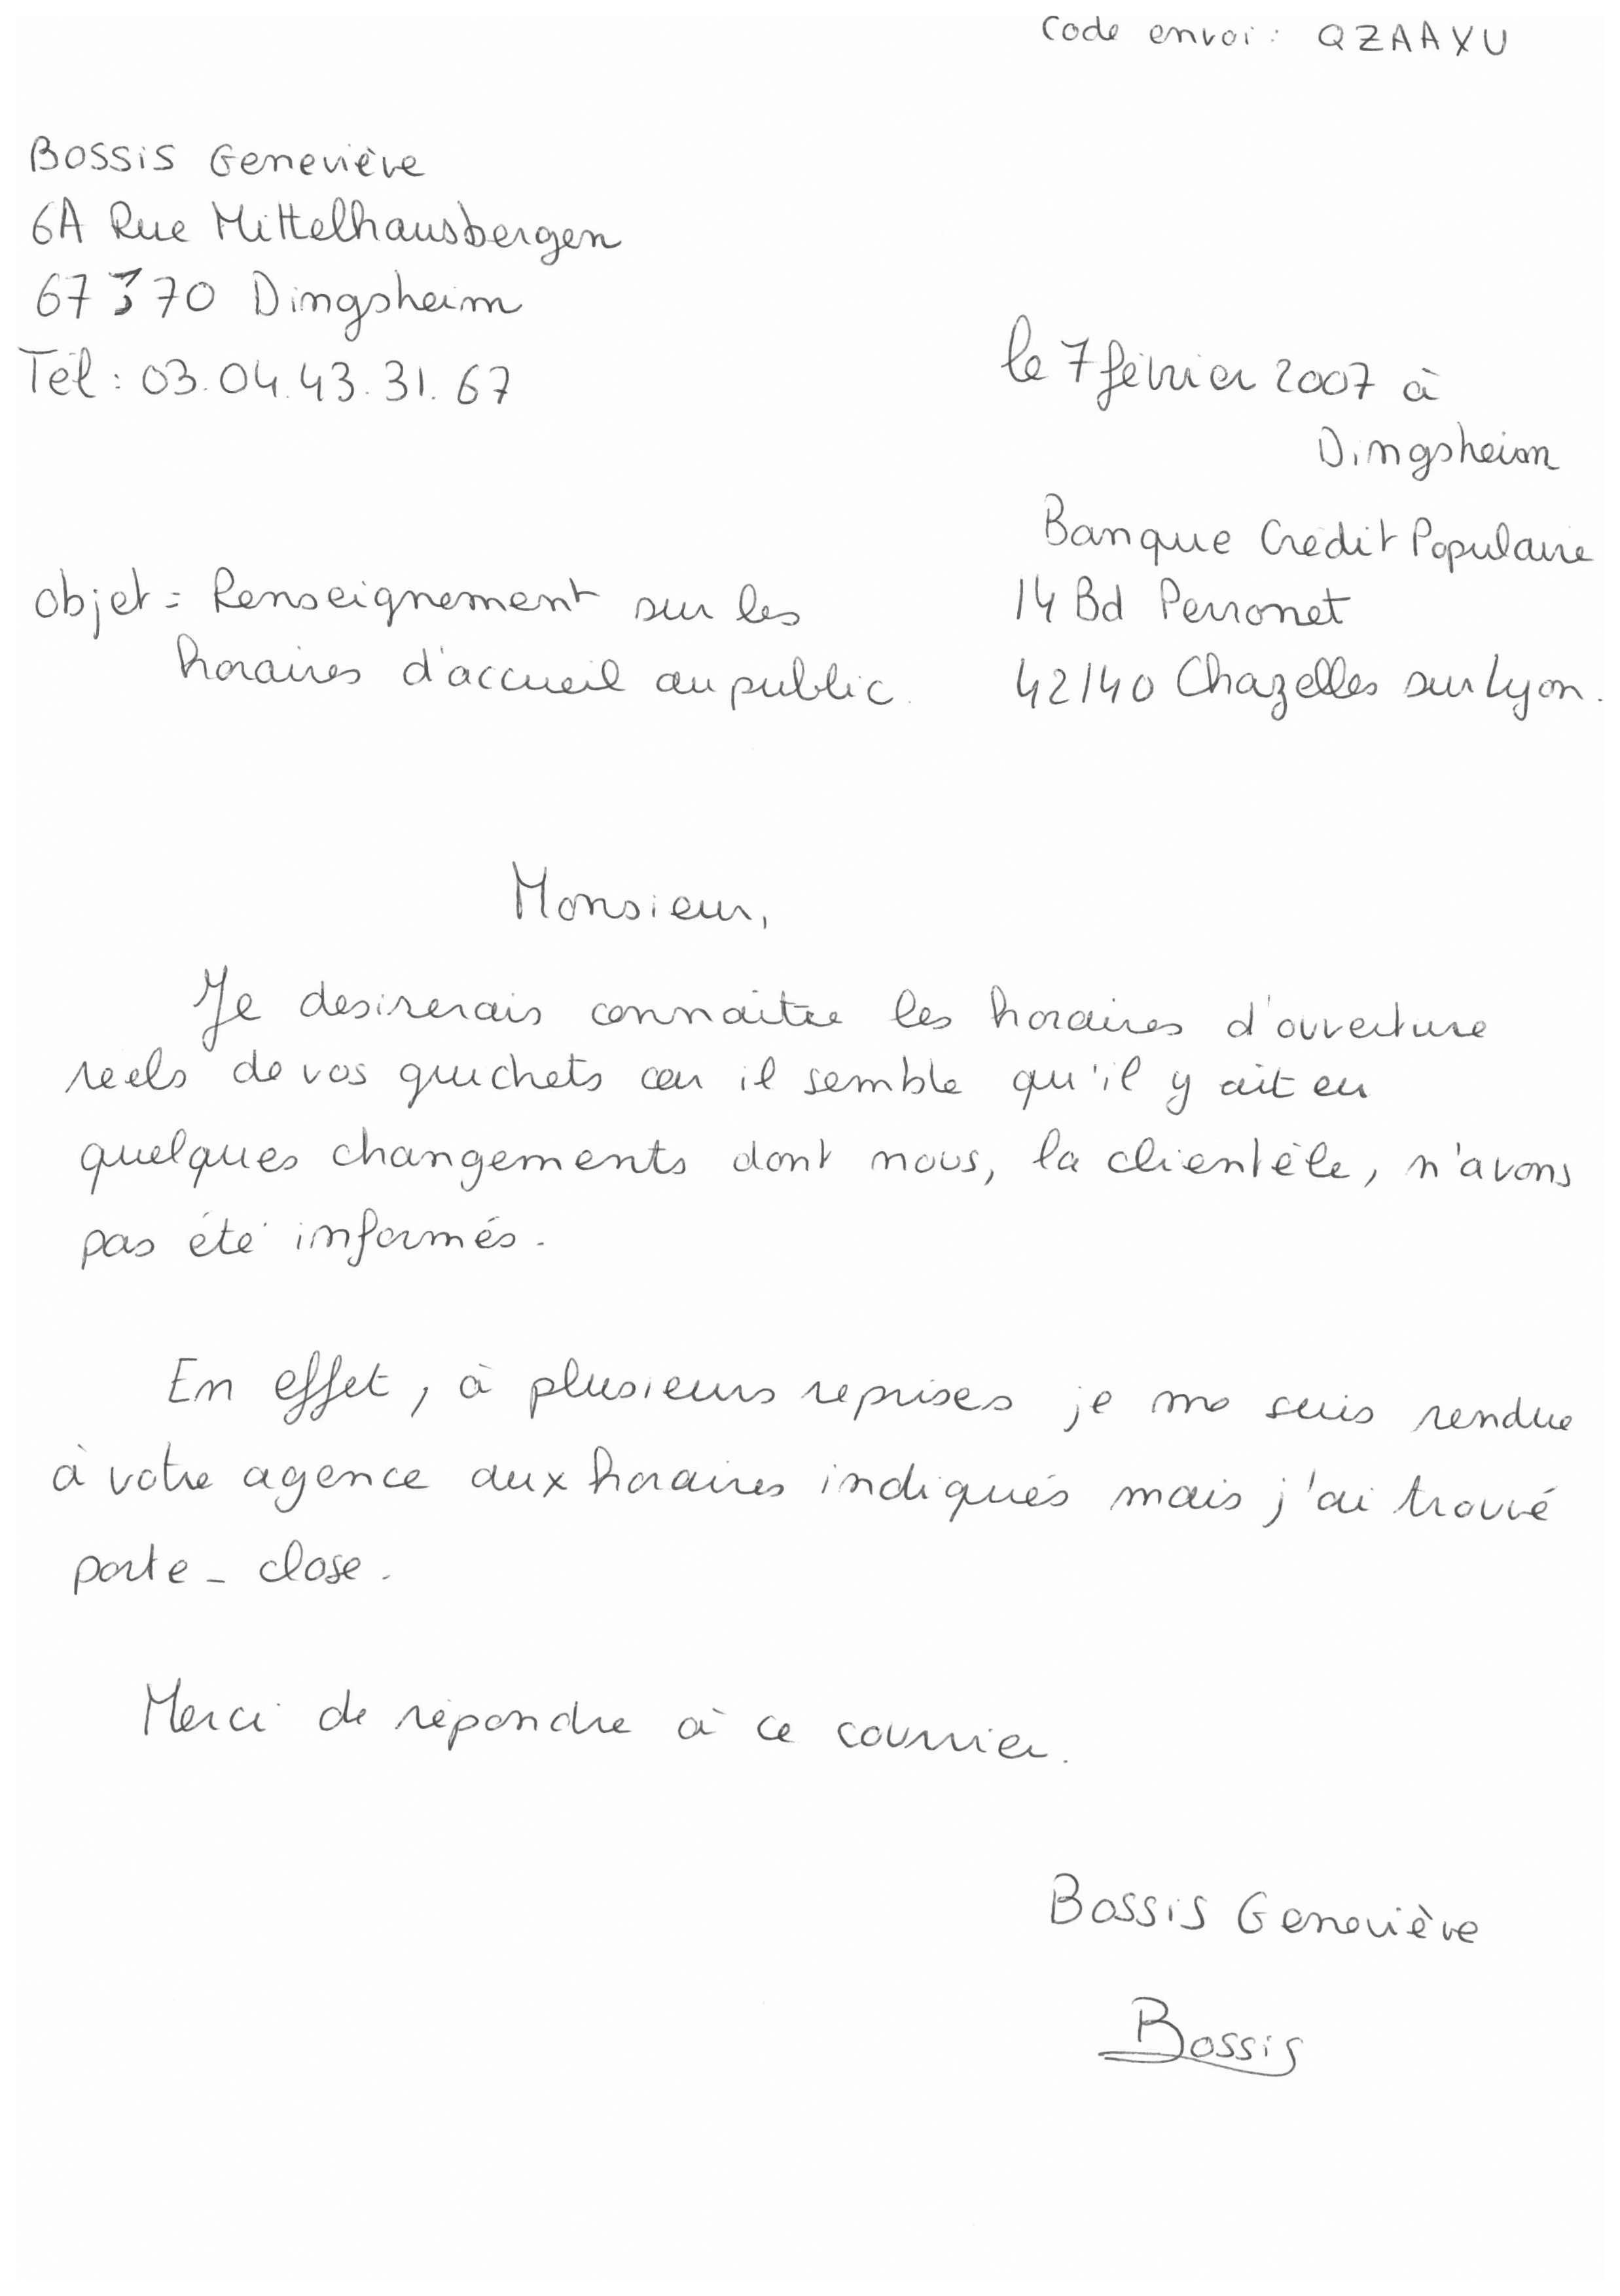 Code envoi : QZAAXU
Bossis Geneviève
6A Rue Mittelhausbergen
67370 Dingsheim
Tél : 03.04.43.31.67
le 7 février 2007 à
Dingsheim
Banque Crédit Populaire
14 Bd Perronet
42140 Chazelles sur Lyon.
objet = Renseignement sur les
horaires d'accueil au public.
Monsieur,
Je desirerais connaitre les horaires d'ouverture
reels de vos guichets car il semble qu'il y ait eu
quelques changements dont nous, la clientèle, n'avons
pas été informés.
En effet, à plusieurs reprises je me suis rendue
à votre agence aux horaires indiqués mais j'ai trouvé
porte-close.
Merci de répondre à ce courrier.
Bossis Geneviève
Bossis